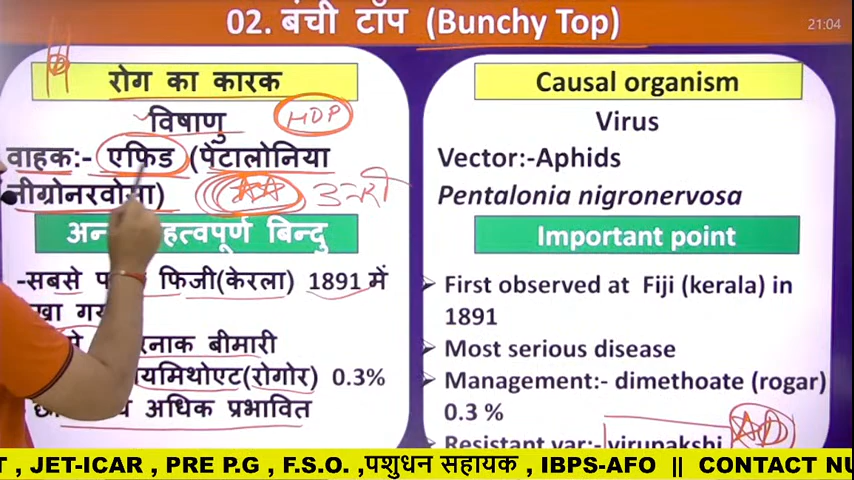 02. बंची टॉप (Bunchy Top)
21:04
रोग का कारक
विषाणु
HDP
वाहक:- एफिड (पेंटालोनिया
नीग्रोनरवोसा)
महत्वपूर्ण बिन्दु
-सबसे फिजी(केरला) 1891 में
बीमारी
(रोगोर) 0.3%
अधिक प्रभावित
Causal organism
Virus
Vector:-Aphids
Pentalonia nigronervosa
Important point
First observed at Fiji (kerala) in
1891
Most serious disease
Management:- dimethoate (rogar)
0.3 %
Resistant var:- virupakshi
T , JET-ICAR , PRE P.G , F.S.O. ,पशुधन सहायक , IBPS-AFO || CONTACT NU